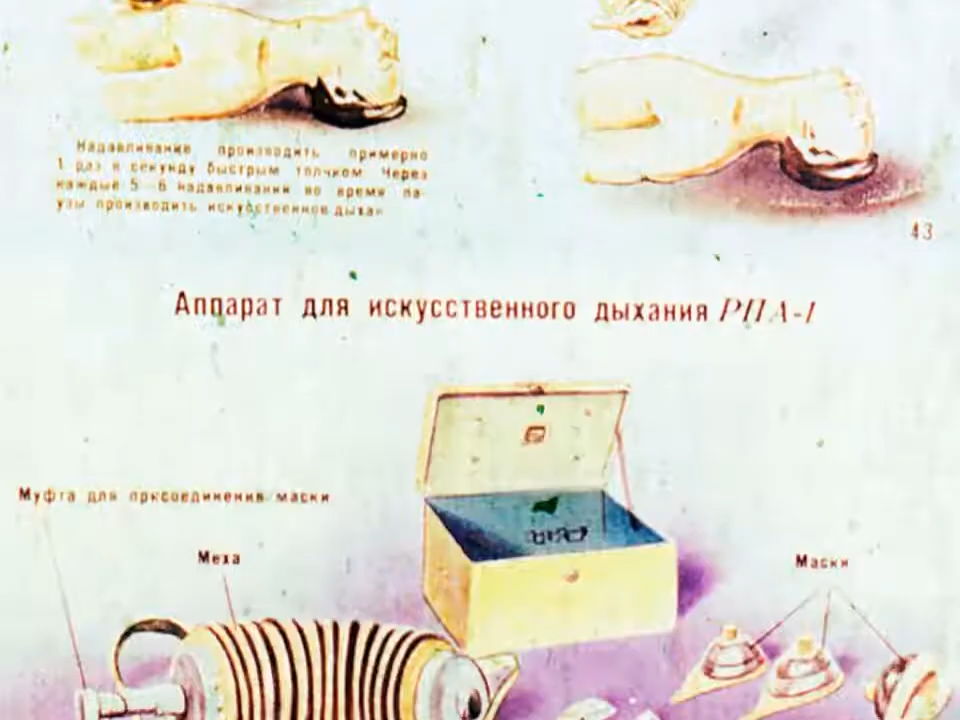 Надавливание производить примерно
1 раз в секунду быстрым толчком. Через
каждые 5—6 надавливаний во время па-
узы производить искусственное дыхан
43
Аппарат для искусственного дыхания РПА-1
Муфта для присоединения маски
Меха
Маски